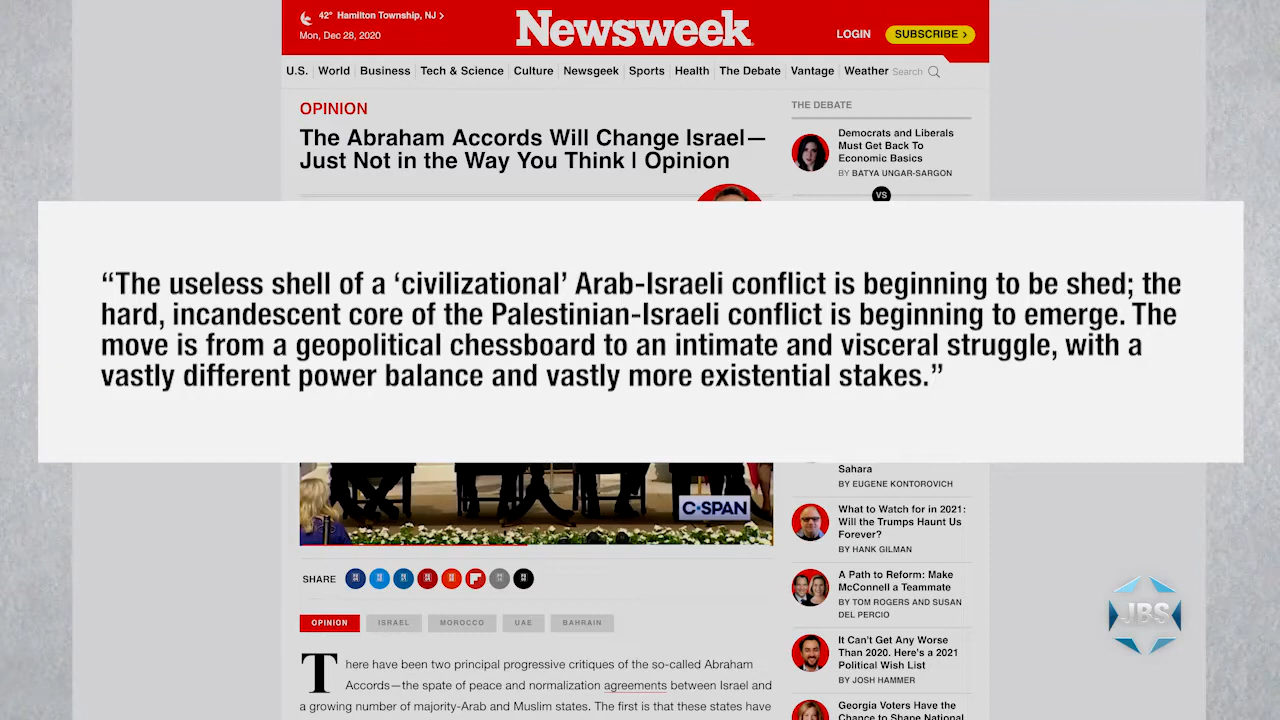 42° Hamilton Township, NJ >
Mon, Dec 28, 2020
Newsweek
LOGIN
SUBSCRIBE >
U.S. World Business Tech & Science Culture Newsgeek Sports Health The Debate Vantage Weather Search
OPINION
The Abraham Accords Will Change Israel—
Just Not in the Way You Think | Opinion
THE DEBATE
Democrats and Liberals
Must Get Back To
Economic Basics
BY BATYA UNGAR-SARGON
VS
“The useless shell of a ‘civilizational’ Arab-Israeli conflict is beginning to be shed; the
hard, incandescent core of the Palestinian-Israeli conflict is beginning to emerge. The
move is from a geopolitical chessboard to an intimate and visceral struggle, with a
vastly different power balance and vastly more existential stakes.”
C-SPAN
SHARE
OPINION ISRAEL MOROCCO UAE BAHRAIN
There have been two principal progressive critiques of the so-called Abraham
Accords—the spate of peace and normalization agreements between Israel and
a growing number of majority-Arab and Muslim states. The first is that these states have
Sahara
BY EUGENE KONTOROVICH
What to Watch for in 2021:
Will the Trumps Haunt Us
Forever?
BY HANK GILMAN
A Path to Reform: Make
McConnell a Teammate
BY TOM ROGERS AND SUSAN
DEL PERCIO
It Can't Get Any Worse
Than 2020. Here's a 2021
Political Wish List
BY JOSH HAMMER
Georgia Voters Have the
Chance to Shape National
JBS